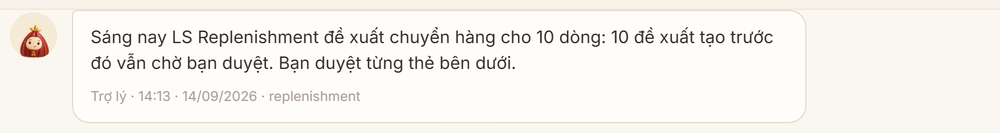 Sáng nay LS Replenishment đề xuất chuyển hàng cho 10 dòng: 10 đề xuất tạo trước
đó vẫn chờ bạn duyệt. Bạn duyệt từng thẻ bên dưới.
Trợ lý · 14:13 · 14/09/2026 · replenishment